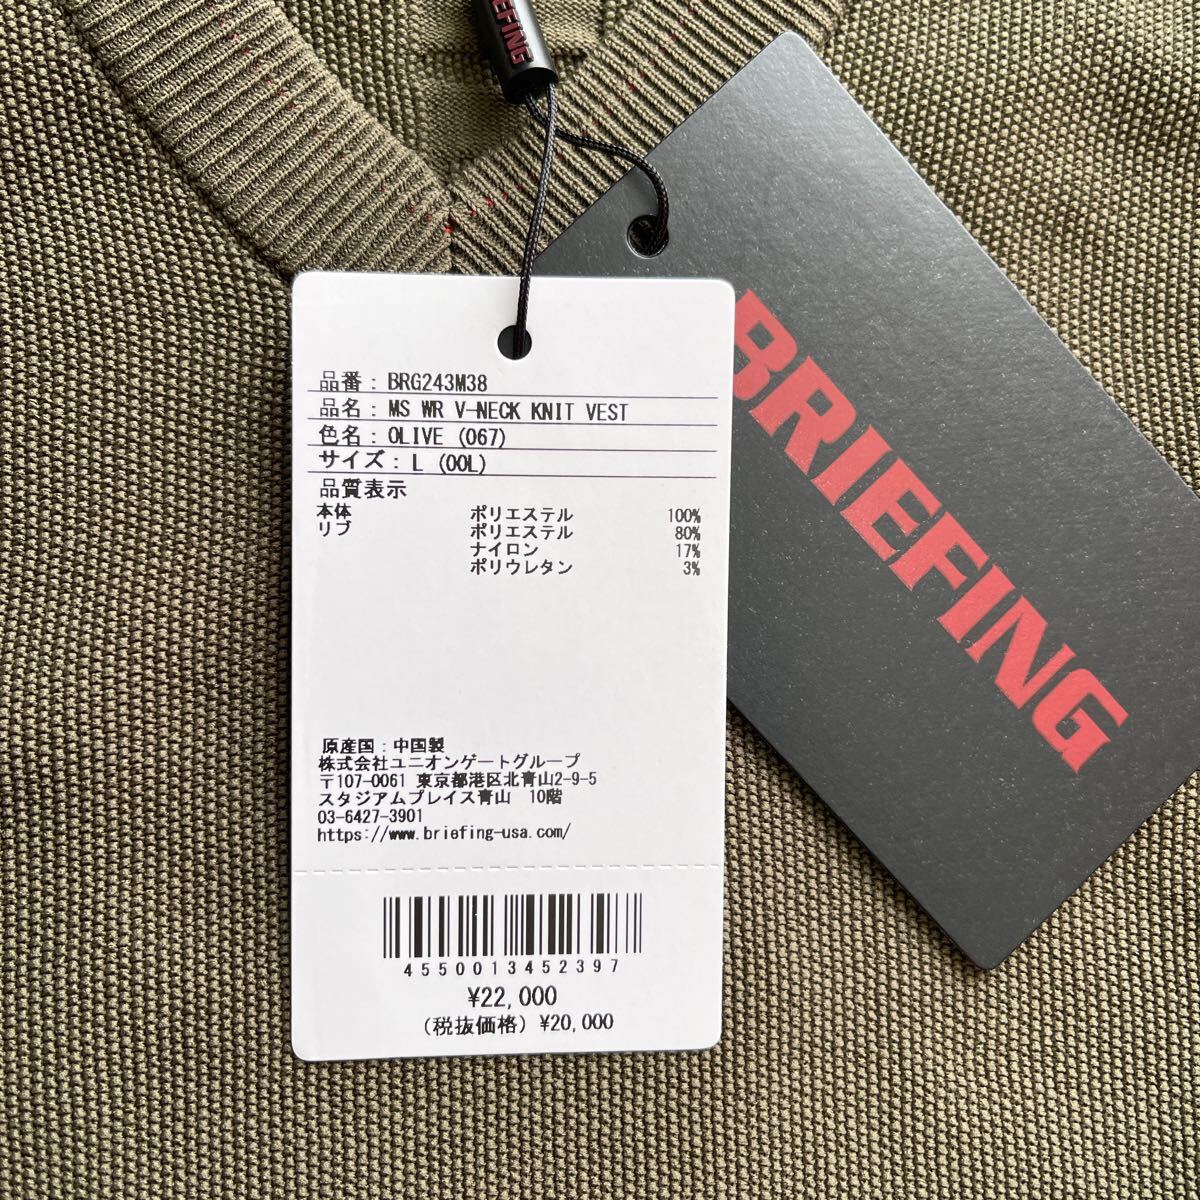 EFING
BRIEFING
品番：BRG243M38
品名：MS WR V-NECK KNIT VEST
色名：OLIVE (067)
サイズ：L (00L)
品質表示
本体 ポリエステル 100%
リブ ポリエステル 80%
ナイロン 17%
ポリウレタン 3%
原産国：中国製
株式会社ユニオンゲートグループ
〒107-0061 東京都港区北青山2-9-5
スタジアムプレイス青山 10階
03-6427-3901
https://www.briefing-usa.com/
4550013452397
¥22,000
(税抜価格) ¥20,000